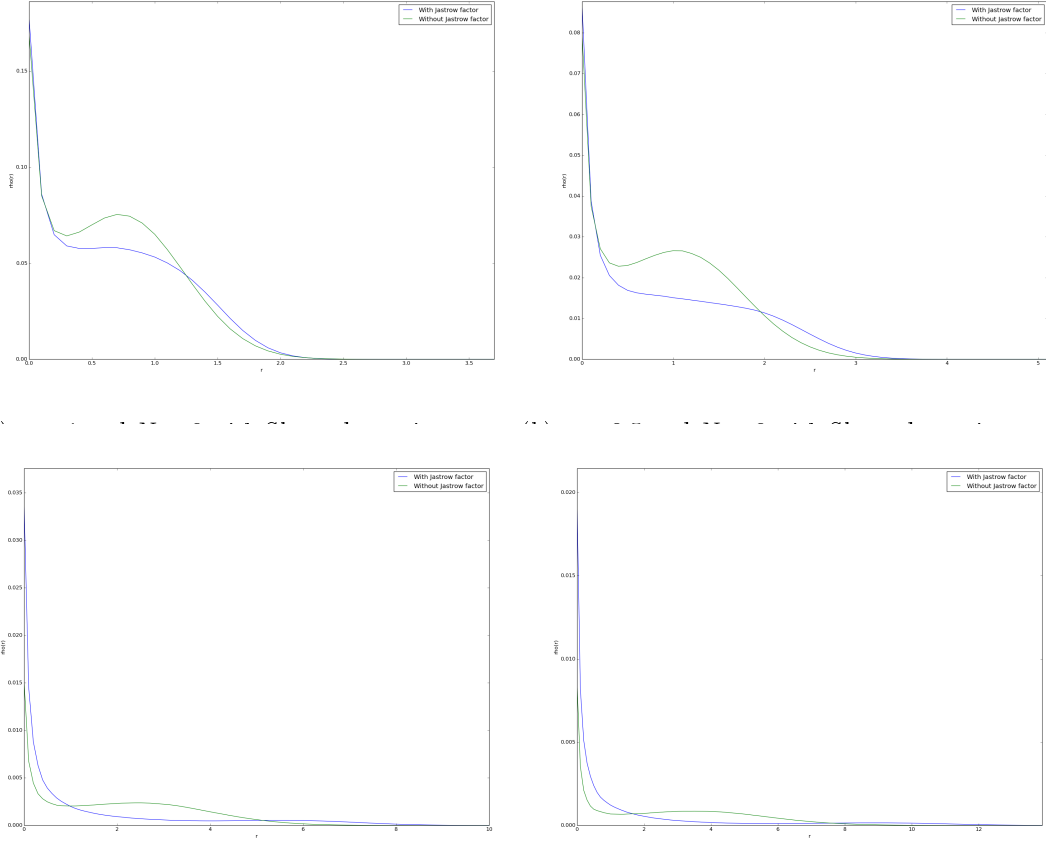 With Jastrow factor
Without Jastrow factor
0.15
0.10
0.05
0.00
rho(r)
0.0 0.5 1.0 1.5 2.0 2.5 3.0 3.5
r
With Jastrow factor
Without Jastrow factor
0.08
0.07
0.06
0.05
0.04
0.03
0.02
0.01
0.00
rho(r)
0 1 2 3 4 5
r
With Jastrow factor
Without Jastrow factor
0.035
0.030
0.025
0.020
0.015
0.010
0.005
0.000
rho(r)
0 2 4 6 8 10
r
With Jastrow factor
Without Jastrow factor
0.020
0.015
0.010
0.005
0.000
rho(r)
0 2 4 6 8 10 12
r